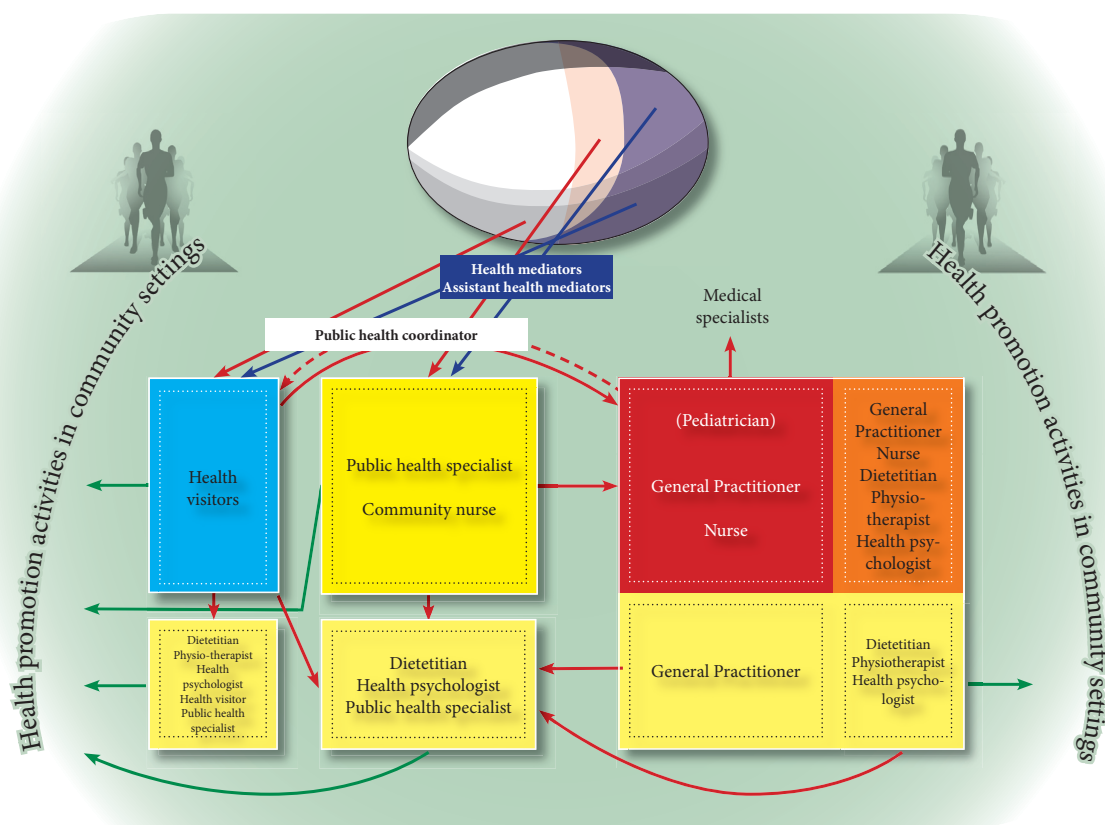 Health mediators
Assistant health mediators
Public health coordinator
Medical
specialists
Health promotion activities in community settings
Health promotion activities in community settings
Health
visitors
Public health specialist
Community nurse
(Pediatrician)
General Practitioner
Nurse
General
Practitioner
Nurse
Dietetitian
Physio-
therapist
Health psy-
chologist
Dietetitian
Physio-therapist
Health
psychologist
Health visitor
Public health
specialist
Dietetitian
Health psychologist
Public health specialist
General Practitioner
Dietetitian
Physiotherapist
Health psycho-
logist